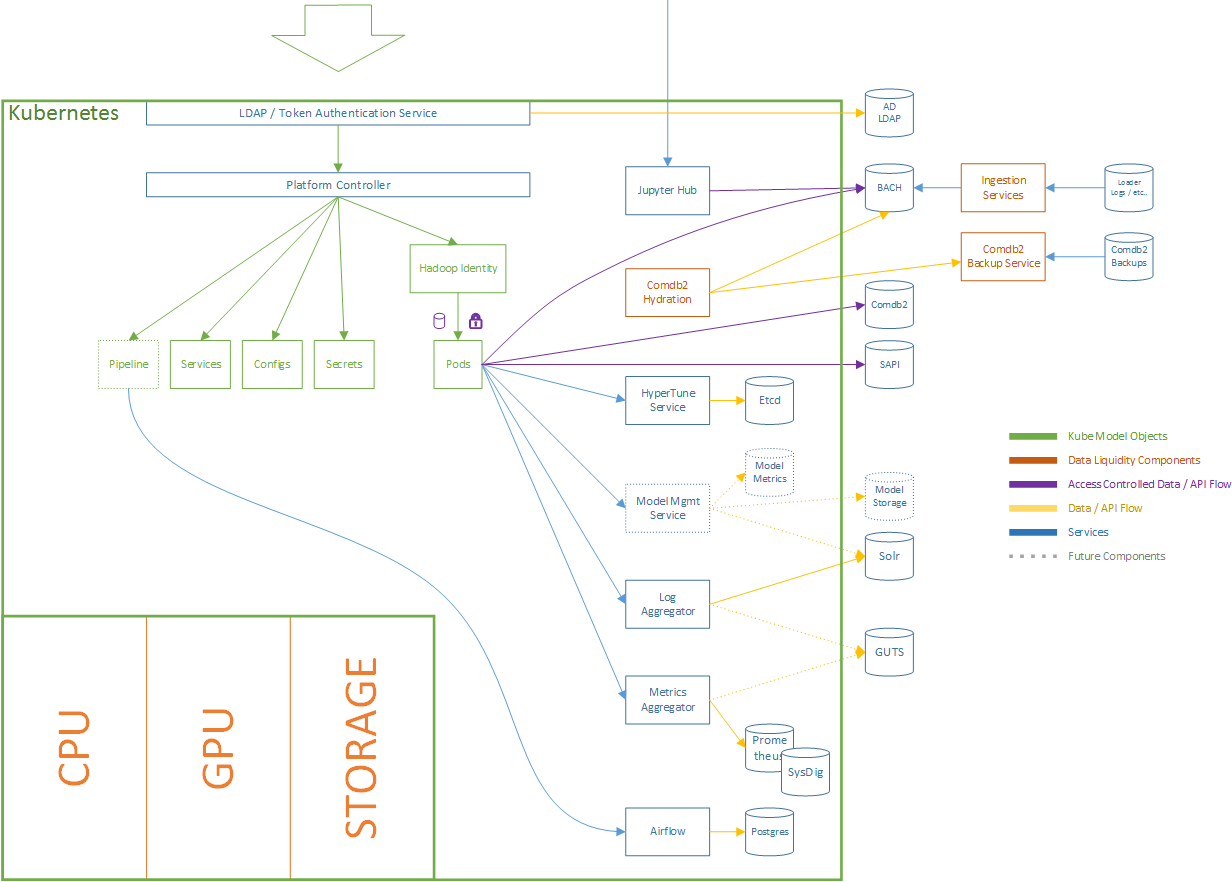 Kubernetes
LDAP / Token Authentication Service
AD
LDAP
Platform Controller
Jupyter Hub
BACH
Ingestion
Services
Loader
Logs / etc..
Hadoop Identity
Comdb2
Backup Service
Comdb2
Backups
Comdb2
Hydration
Comdb2
Pipeline
Services
Configs
Secrets
Pods
SAPI
HyperTune
Service
Etcd
Model
Metrics
Model Mgmt
Service
Model
Storage
Solr
Log
Aggregator
GUTS
Metrics
Aggregator
Prome
theus
SysDig
Airflow
Postgres
CPU
GPU
STORAGE
Kube Model Objects
Data Liquidity Components
Access Controlled Data / API Flow
Data / API Flow
Services
Future Components